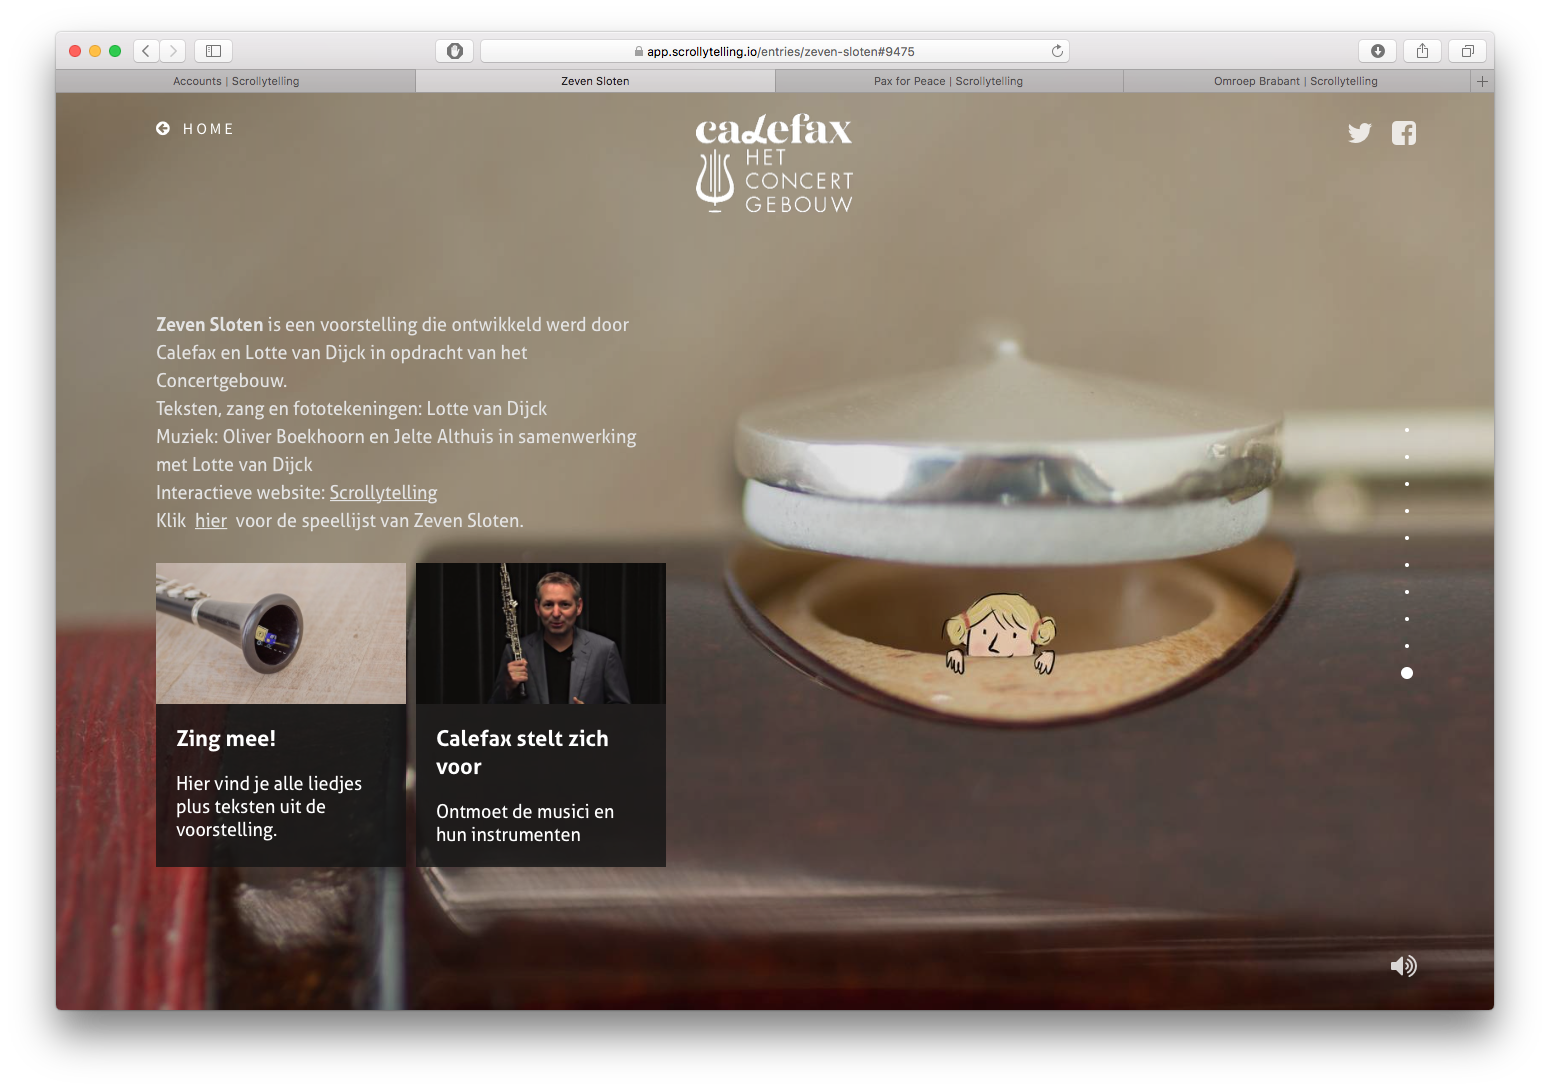 app.scrollytelling.io/entries/zeven-sloten#9475
Accounts | Scrollytelling
Zeven Sloten
Pax for Peace | Scrollytelling
Omroep Brabant | Scrollytelling
HOME
caLefax
HET
CONCERT
GEBOUW
Zeven Sloten is een voorstelling die ontwikkeld werd door
Calefax en Lotte van Dijck in opdracht van het
Concertgebouw.
Teksten, zang en fototekeningen: Lotte van Dijck
Muziek: Oliver Boekhoorn en Jelte Althuis in samenwerking
met Lotte van Dijck
Interactieve website: Scrollytelling
Klik hier voor de speellijst van Zeven Sloten.
Zing mee!
Hier vind je alle liedjes
plus teksten uit de
voorstelling.
Calefax stelt zich
voor
Ontmoet de musici en
hun instrumenten